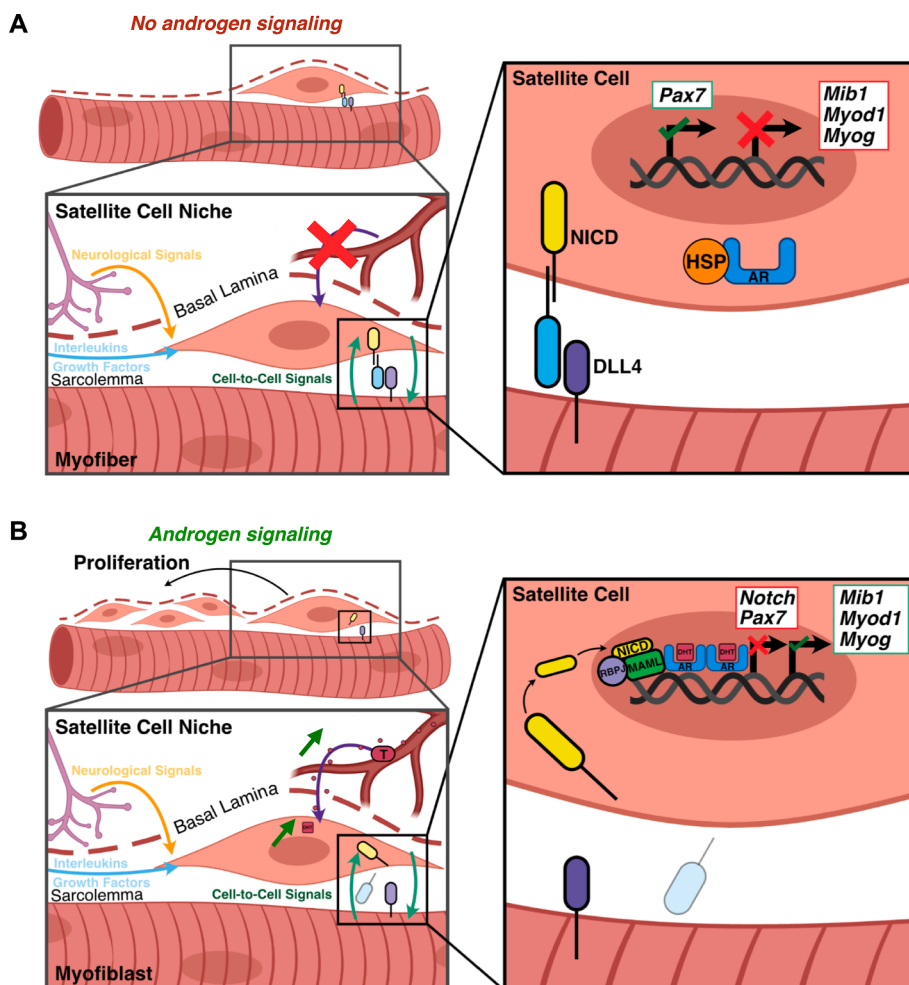 A
No androgen signaling
Satellite Cell Niche
Neurological Signals
Basal Lamina
Interleukins
Growth Factors
Sarcolemma
Cell-to-Cell Signals
Myofiber
Satellite Cell
Pax7
Mib1
Myod1
Myog
NICD
HSP
AR
DLL4
B
Androgen signaling
Proliferation
Satellite Cell Niche
Neurological Signals
T
Basal Lamina
DHT
Interleukins
Growth Factors
Sarcolemma
Cell-to-Cell Signals
Myofiblast
Satellite Cell
Notch
Pax7
Mib1
Myod1
Myog
NICD
RBPJ
MAML
DHT
AR
DHT
AR